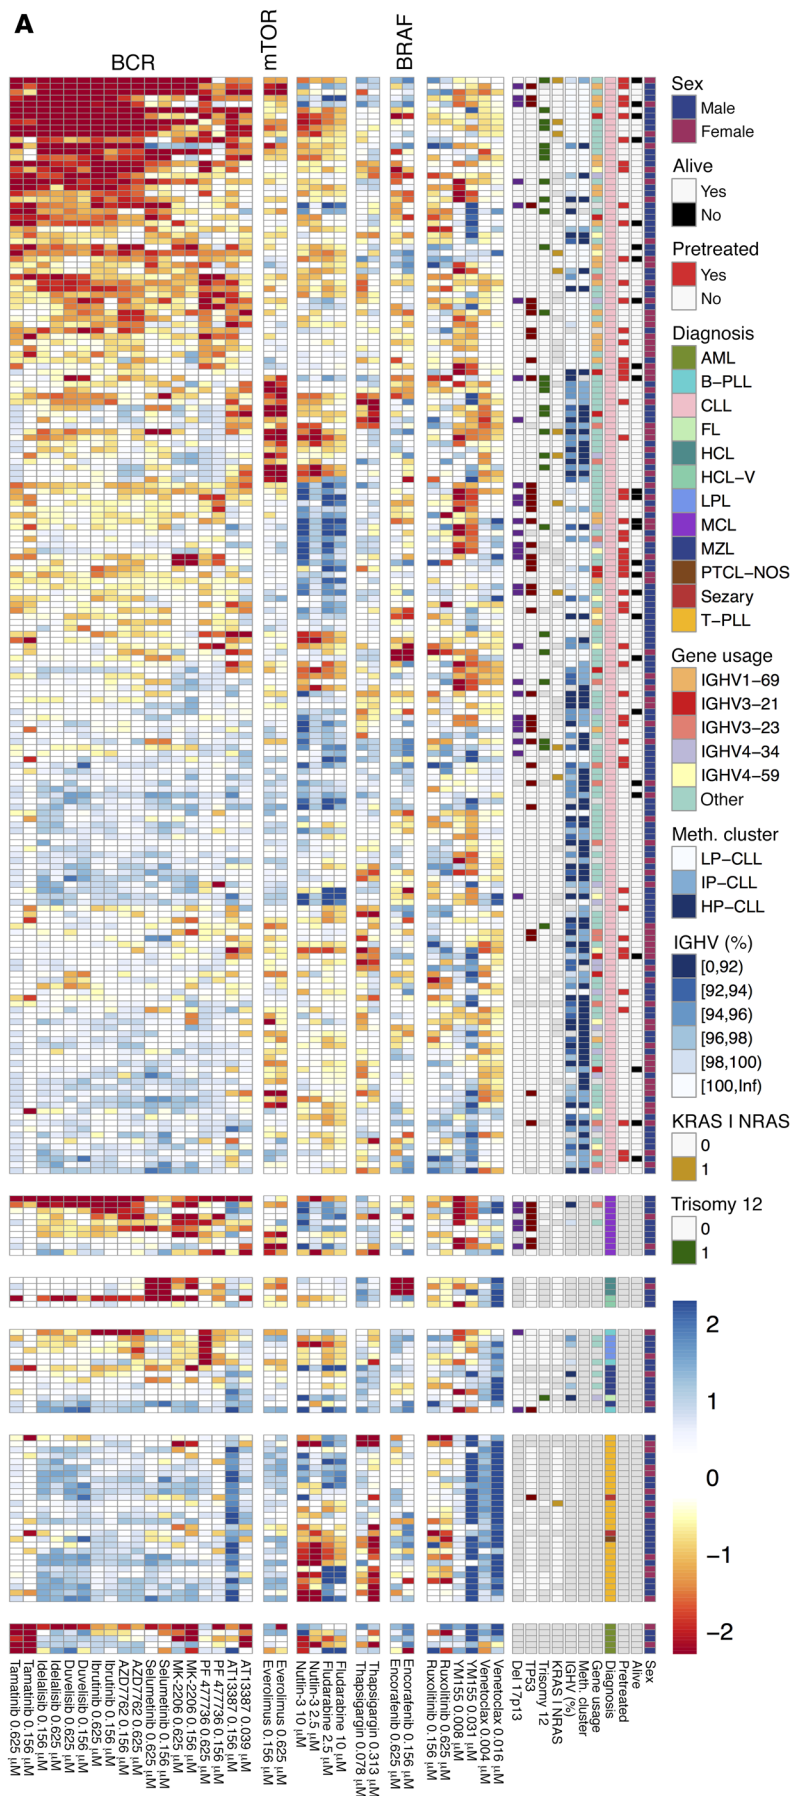 A
BCR
mTOR
BRAF
Sex
Male
Female
Alive
Yes
No
Pretreated
Yes
No
Diagnosis
AML
B−PLL
CLL
FL
HCL
HCL−V
LPL
MCL
MZL
PTCL−NOS
Sezary
T−PLL
Gene usage
IGHV1−69
IGHV3−21
IGHV3−23
IGHV4−34
IGHV4−59
Other
Meth. cluster
LP−CLL
IP−CLL
HP−CLL
IGHV (%)
[0,92)
[92,94)
[94,96)
[96,98)
[98,100)
[100,Inf)
KRAS I NRAS
0
1
Trisomy 12
0
1
2
1
0
−1
−2
Tamatinib 0.625 µM
Tamatinib 0.156 µM
Idelalisib 0.625 µM
Idelalisib 0.156 µM
Duvelisib 0.625 µM
Duvelisib 0.156 µM
Ibrutinib 0.625 µM
Ibrutinib 0.156 µM
AZD7762 0.156 µM
AZD7762 0.625 µM
Selumetinib 0.625 µM
Selumetinib 0.156 µM
MK-2206 0.625 µM
MK-2206 0.156 µM
PF 477736 0.625 µM
PF 477736 0.156 µM
AT13387 0.156 µM
AT13387 0.039 µM
Everolimus 0.156 µM
Everolimus 0.625 µM
Nutlin-3 10 µM
Nutlin-3 2.5 µM
Fludarabine 2.5 µM
Fludarabine 10 µM
Thapsigargin 0.078 µM
Thapsigargin 0.313 µM
Encorafenib 0.625 µM
Encorafenib 0.156 µM
Ruxolitinib 0.156 µM
Ruxolitinib 0.625 µM
YM155 0.008 µM
YM155 0.031 µM
Venetoclax 0.004 µM
Venetoclax 0.016 µM
Del 17p13
TP53
Trisomy 12
KRAS I NRAS
IGHV (%)
Meth. cluster
Gene usage
Diagnosis
Pretreated
Alive
Sex